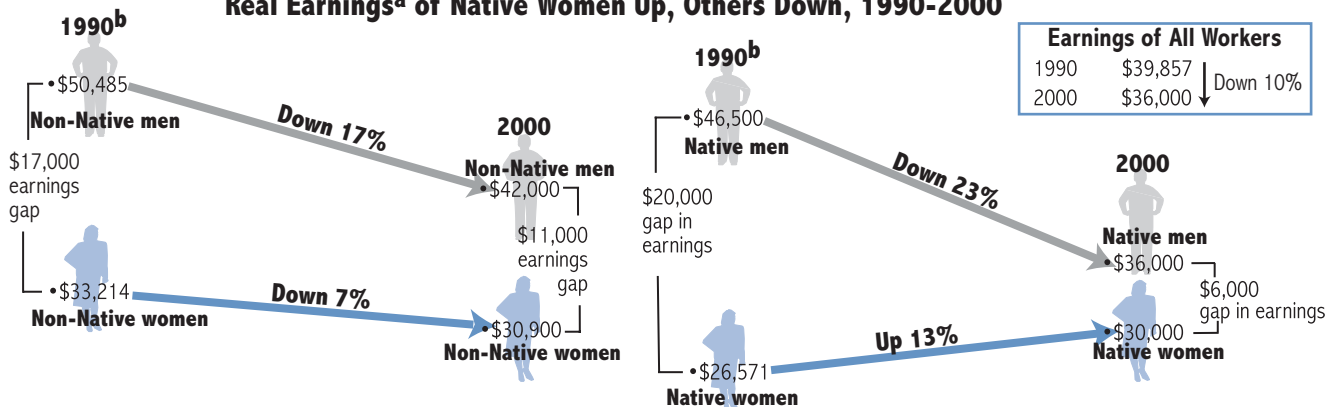 Real Earningsa of Native Women Up, Others Down, 1990-2000
1990b
$50,485
Non-Native men
$17,000
earnings
gap
$33,214
Non-Native women
Down 17%
Down 7%
2000
Non-Native men
$42,000
$11,000
earnings
gap
$30,900
Non-Native women
1990b
$46,500
Native men
$20,000
gap in
earnings
$26,571
Native women
Down 23%
Up 13%
2000
Native men
$36,000
$6,000
gap in earnings
$30,000
Native women
Earnings of All Workers
1990 $39,857
2000 $36,000
Down 10%